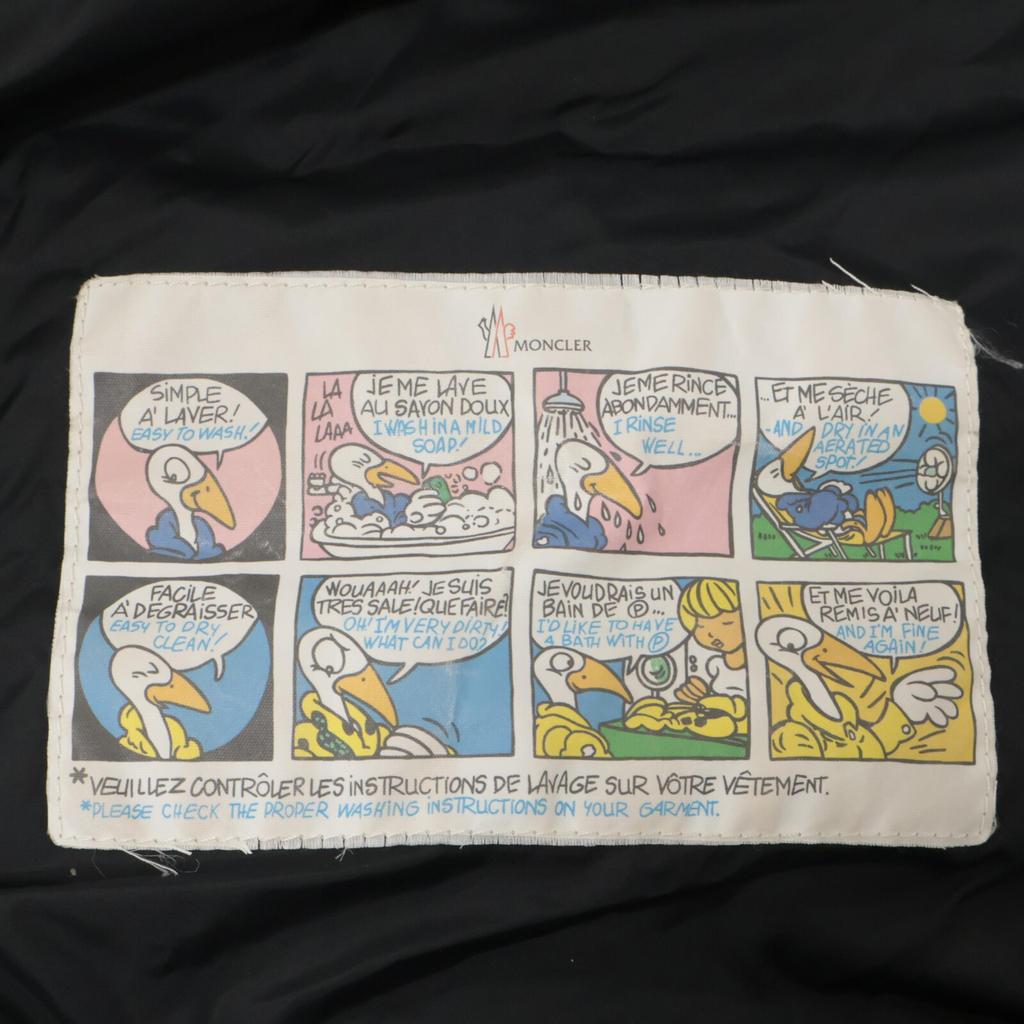 MONCLER
SIMPLE
A' LAVER!
EASY TO WASH!
LA
LA
LAAA
JE ME LAVE
AU SAVON DOUX
I WASH IN A MILD
SOAP!
JE ME RINCE
ABONDAMMENT...
I RINSE
WELL...
...ET ME SÈCHE
A' L'AIR!
-AND DRY IN AN
AERATED
SPOT!
FACILE
A' DEGRAISSER
EASY TO DRY
CLEAN!
WOUAAAH! JE SUIS
TRES SALE! QUE FAIRE?
OH! I'M VERY DIRTY!
WHAT CAN I DO?
JE VOUDRAIS UN
BAIN DE Ⓟ...
I'D LIKE TO HAVE
A BATH WITH Ⓟ
ET ME VOILA
REMIS A' NEUF!
AND I'M FINE
AGAIN!
*VEUILLEZ CONTRÔLER LES INSTRUCTIONS DE LAVAGE SUR VÔTRE VÊTEMENT.
*PLEASE CHECK THE PROPER WASHING INSTRUCTIONS ON YOUR GARMENT.